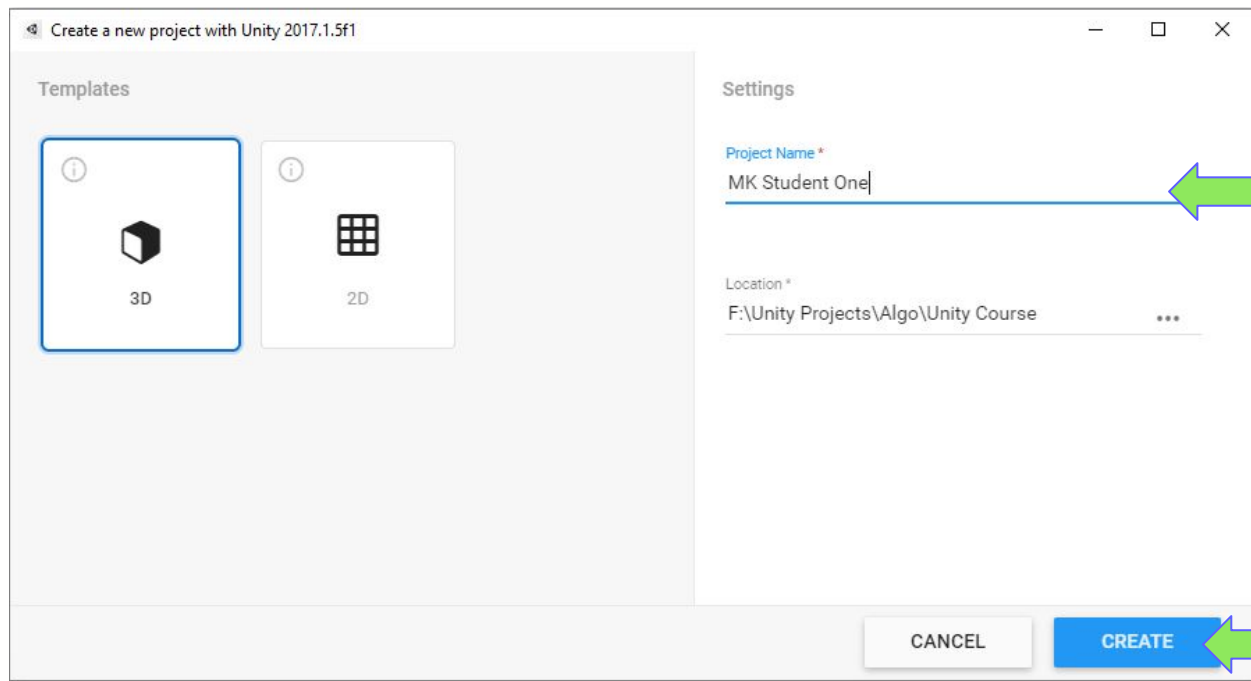 Create a new project with Unity 2017.1.5f1
Templates
Settings
3D
2D
Project Name *
MK Student One
Location *
F:\Unity Projects\Algo\Unity Course
...
CANCEL
CREATE